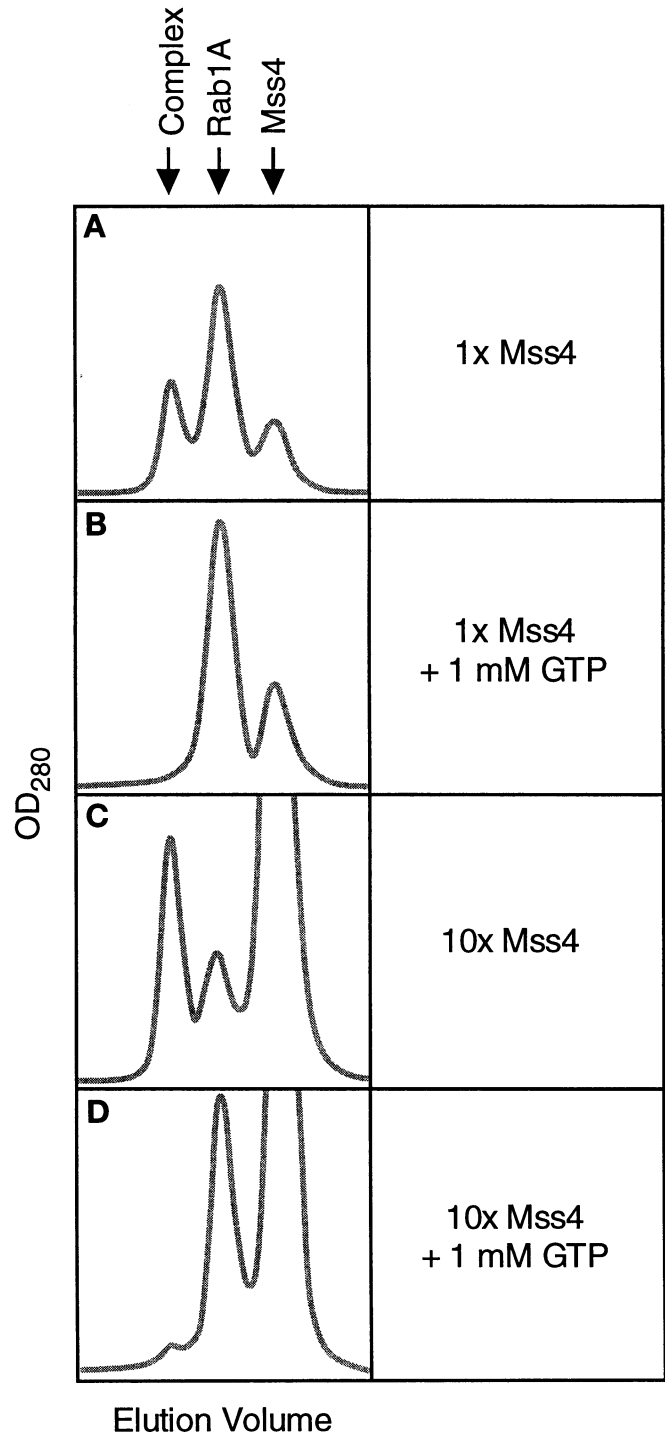 Complex
Rab1A
Mss4
A
1x Mss4
B
1x Mss4
+ 1 mM GTP
C
10x Mss4
D
10x Mss4
+ 1 mM GTP
OD280
Elution Volume